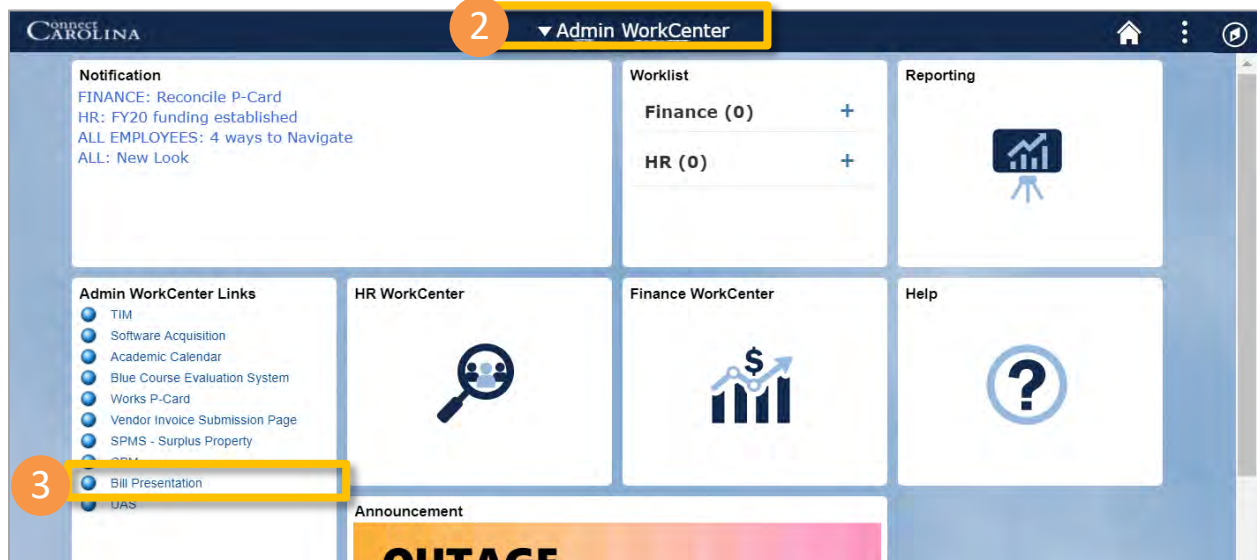 CONNECT CAROLINA
2
▼ Admin WorkCenter
Notification
FINANCE: Reconcile P-Card
HR: FY20 funding established
ALL EMPLOYEES: 4 ways to Navigate
ALL: New Look
Worklist
Finance (0) +
HR (0) +
Reporting
Admin WorkCenter Links
TIM
Software Acquisition
Academic Calendar
Blue Course Evaluation System
Works P-Card
Vendor Invoice Submission Page
SPMS - Surplus Property
3
Bill Presentation
UAS
HR WorkCenter
Finance WorkCenter
$
Help
?
Announcement
OUTAGE